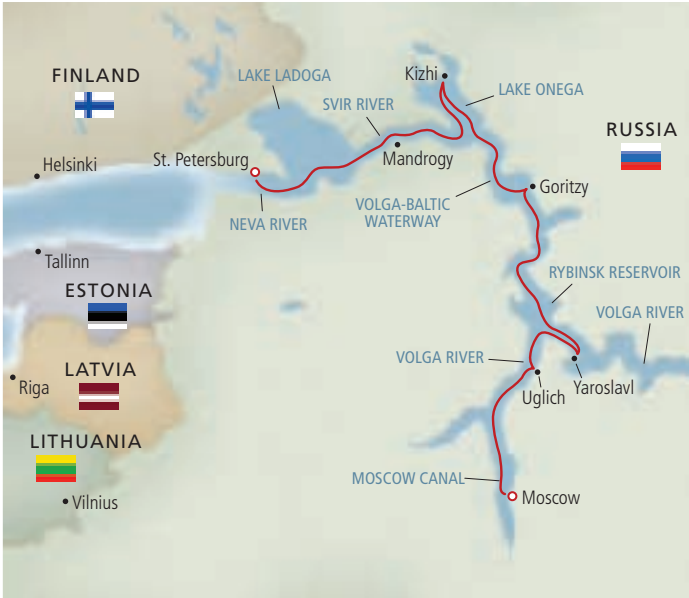 FINLAND
LAKE LADOGA
Kizhi
LAKE ONEGA
SVIR RIVER
RUSSIA
Helsinki
St. Petersburg
Mandrogy
Goritzy
NEVA RIVER
VOLGA-BALTIC
WATERWAY
Tallinn
RYBINSK RESERVOIR
ESTONIA
VOLGA RIVER
LATVIA
VOLGA RIVER
Riga
Uglich
Yaroslavl
LITHUANIA
MOSCOW CANAL
Moscow
Vilnius